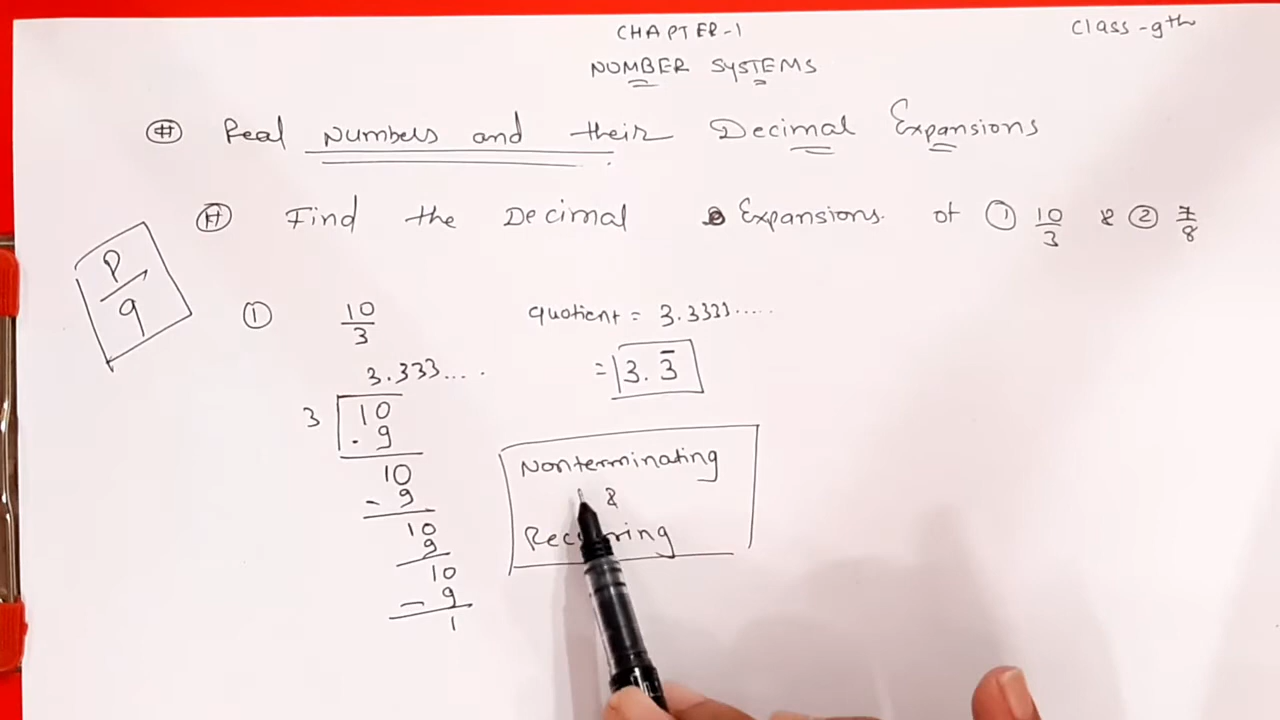 CHAPTER-1
Class-9th
NUMBER SYSTEMS
# Real Numbers and their Decimal Expansions
# Find the Decimal Expansions. of ① 10/3 & ② 7/8
P/q
① 10/3
quotient = 3.3333.....
= 3.3̄
3.333....
3 10
. 9
10
- 9
10
9
10
- 9
1
Nonterminating
&
Recurring